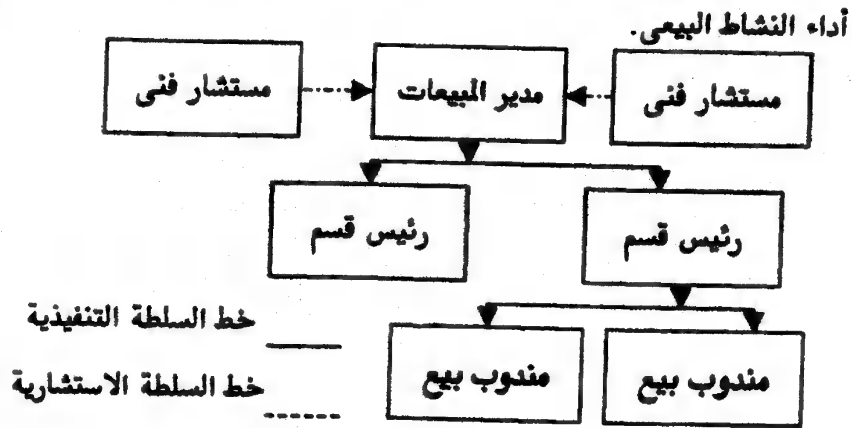 أداء النشاط البيعى.
مستشار فنى
مدير المبيعات
مستشار فنى
رئيس قسم
رئيس قسم
مندوب بيع
مندوب بيع
خط السلطة التنفيذية
خط السلطة الاستشارية